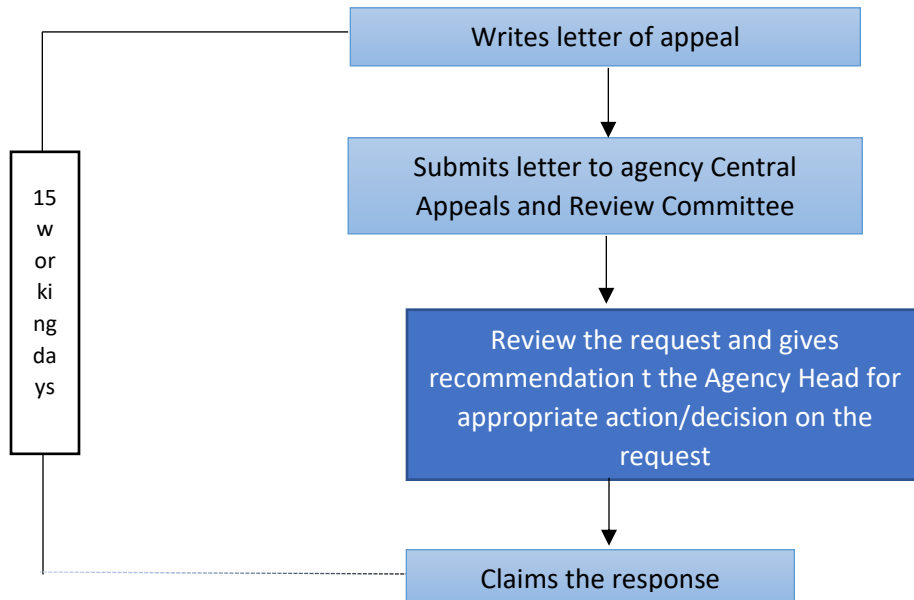 Writes letter of appeal
Submits letter to agency Central
Appeals and Review Committee
15
w
or
ki
ng
da
ys
Review the request and gives
recommendation t the Agency Head for
appropriate action/decision on the
request
Claims the response